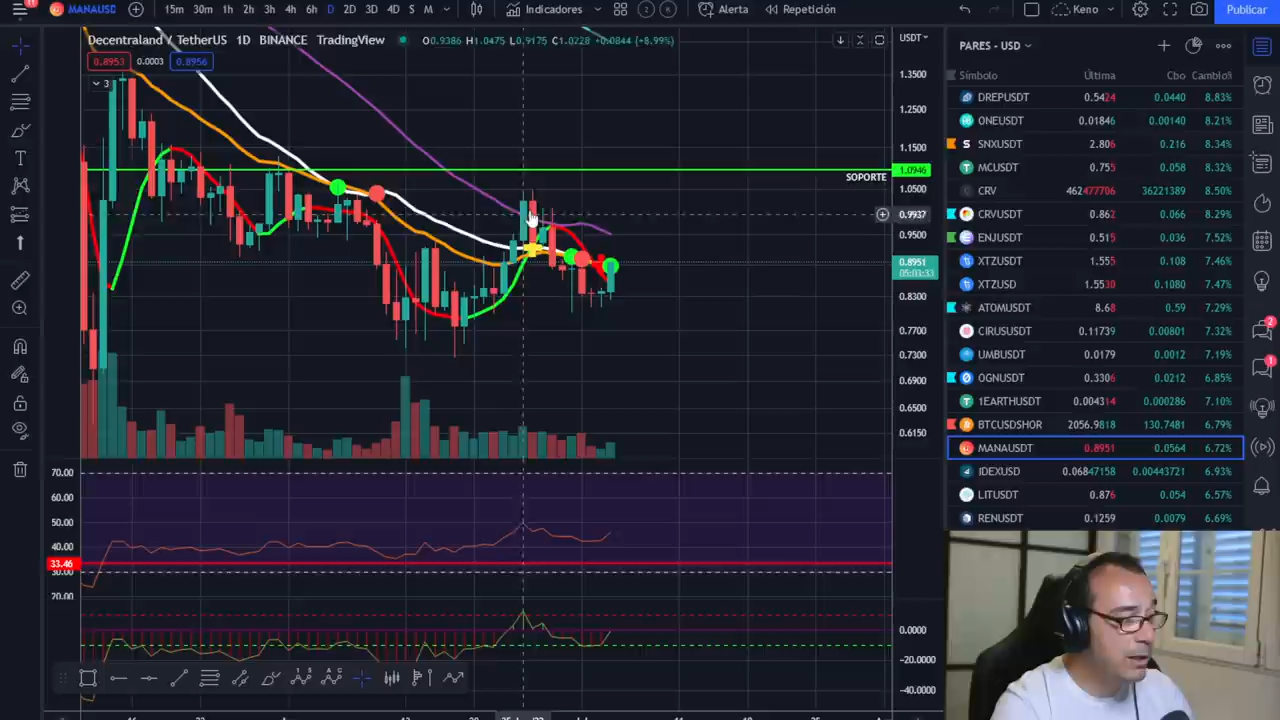 11
MANAUSD
15m 30m 1h 2h 3h 4h 6h D 2D 3D 4D S M
Indicadores
Alerta
Repetición
Keno
Publicar
Decentraland / TetherUS 1D BINANCE TradingView
O0.9386 H1.0475 L0.9175 C1.0228 +0.0844 (+8.99%)
USDT
0.8953 0.0003 0.8956
3
1.3500
1.2500
1.1500
1.0946
SOPORTE
1.0500
0.9937
0.9500
0.8951
05:03:33
0.8300
0.7700
0.7300
0.6900
0.6500
0.6150
70.00
60.00
50.00
40.00
33.46
30.00
20.00
0.0000
-20.0000
-40.0000
PARES - USD
Símbolo Última Cbo Cambio%
DREPUSDT 0.5424 0.0440 8.83%
ONEUSDT 0.01846 0.00140 8.21%
SNXUSDT 2.806 0.216 8.34%
MCUSDT 0.755 0.058 8.32%
CRV 462477706 36221389 8.50%
CRVUSDT 0.862 0.066 8.29%
ENJUSDT 0.515 0.036 7.52%
XTZUSDT 1.555 0.108 7.46%
XTZUSD 1.5530 0.1080 7.47%
ATOMUSDT 8.68 0.59 7.29%
CIRUSUSDT 0.11739 0.00801 7.32%
UMBUSDT 0.0179 0.0012 7.19%
OGNUSDT 0.3306 0.0212 6.85%
1EARTHUSDT 0.004314 0.000286 7.10%
BTCUSDSHOR 2056.9818 130.7481 6.79%
MANAUSDT 0.8951 0.0564 6.72%
IDEXUSD 0.06847158 0.00443721 6.93%
LITUSDT 0.876 0.054 6.57%
RENUSDT 0.1259 0.0079 6.69%
2
1